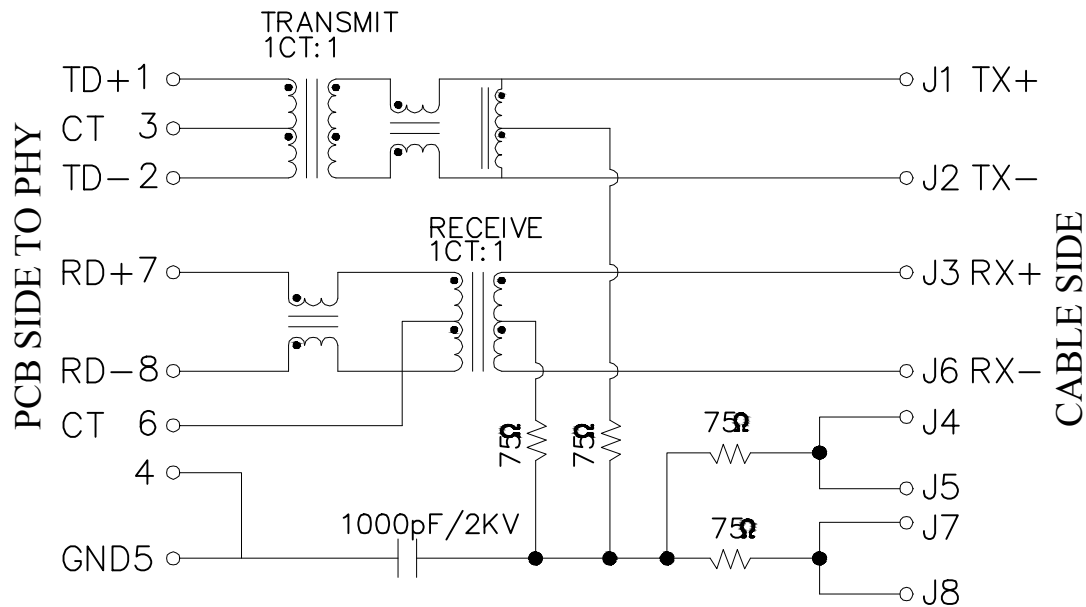 TRANSMIT
1CT:1
TD+1
CT 3
TD-2
J1 TX+
J2 TX-
PCB SIDE TO PHY
RECEIVE
1CT:1
RD+7
RD-8
CT 6
J3 RX+
J6 RX-
CABLE SIDE
75Ω
75Ω
75Ω
J4
J5
4
1000pF/2KV
GND5
75Ω
J7
J8